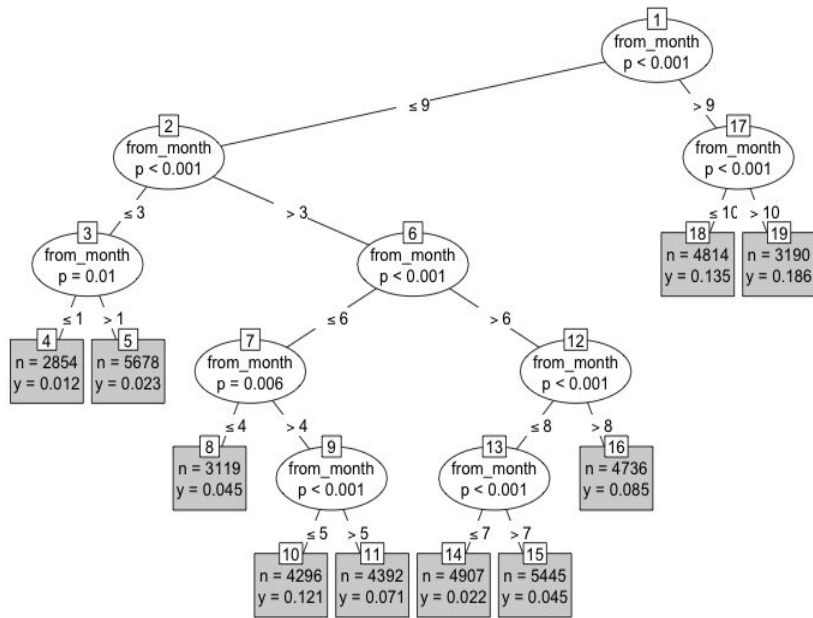 1
from_month
p < 0.001
≤ 9
> 9
2
from_month
p < 0.001
17
from_month
p < 0.001
≤ 3
> 3
≤ 10
> 10
3
from_month
p = 0.01
6
from_month
p < 0.001
18
n = 4814
y = 0.135
19
n = 3190
y = 0.186
≤ 1
> 1
≤ 6
> 6
4
n = 2854
y = 0.012
5
n = 5678
y = 0.023
7
from_month
p = 0.006
12
from_month
p < 0.001
≤ 4
> 4
≤ 8
> 8
8
n = 3119
y = 0.045
9
from_month
p < 0.001
13
from_month
p < 0.001
16
n = 4736
y = 0.085
≤ 5
> 5
≤ 7
> 7
10
n = 4296
y = 0.121
11
n = 4392
y = 0.071
14
n = 4907
y = 0.022
15
n = 5445
y = 0.045